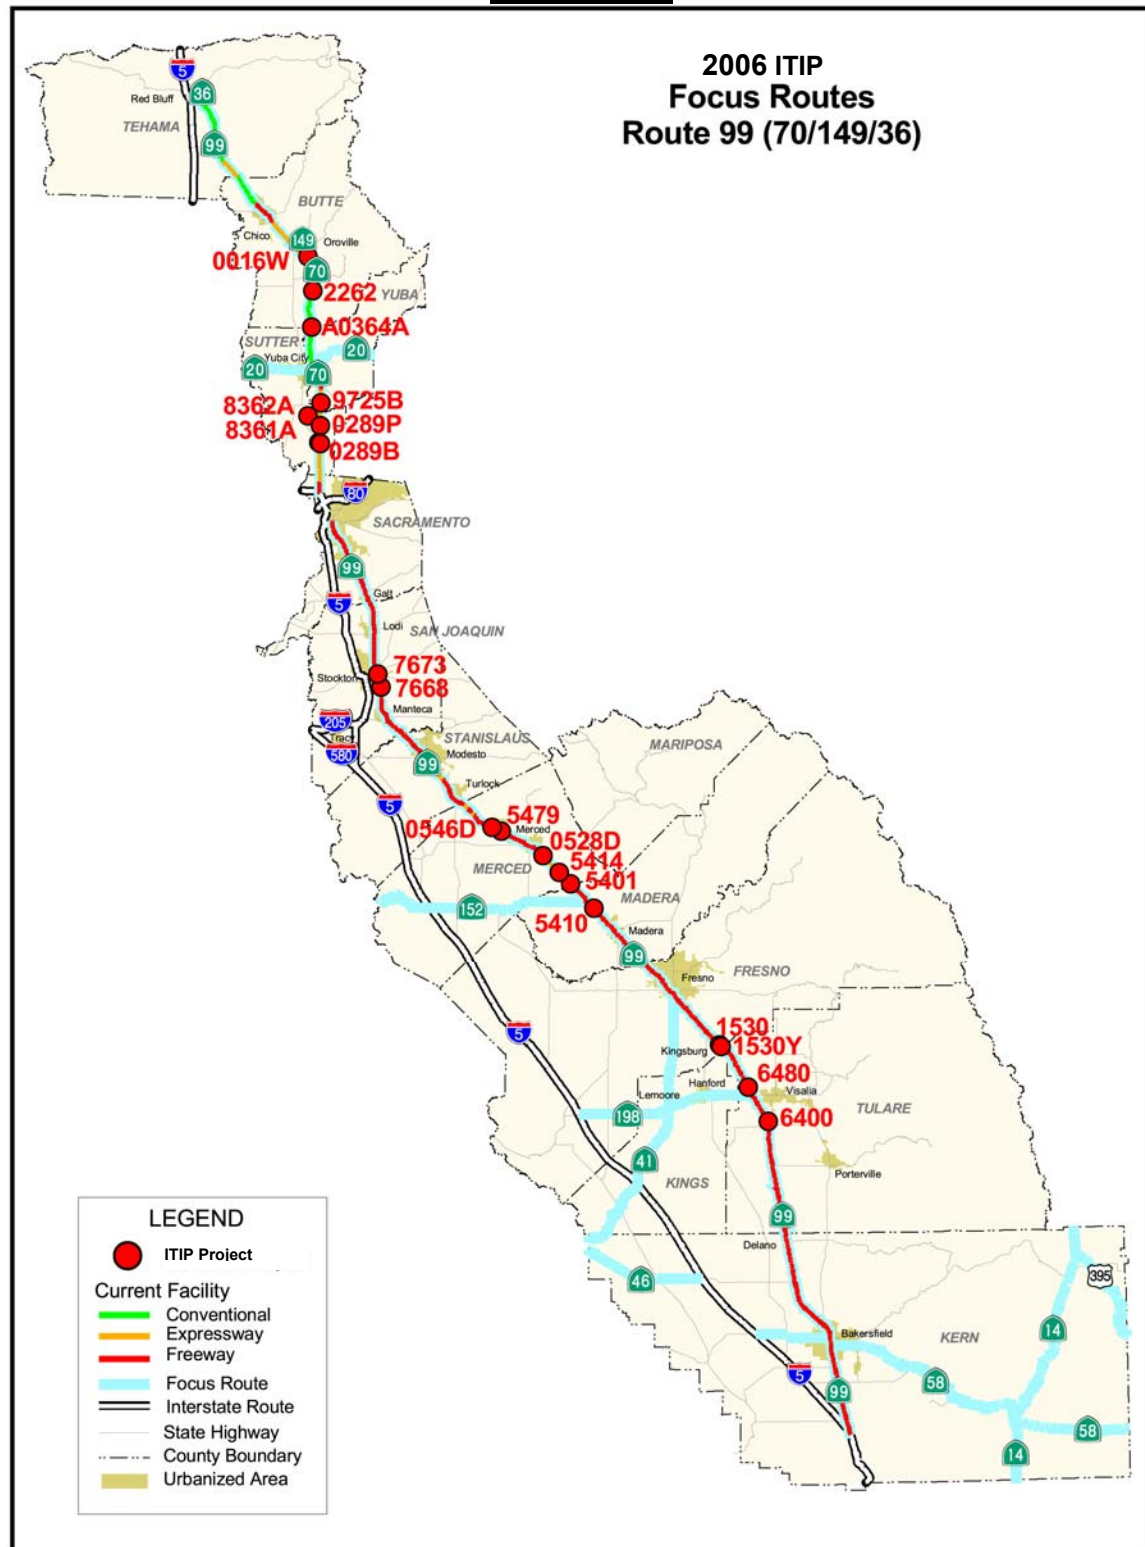 2006 ITIP
Focus Routes
Route 99 (70/149/36)
5
Red Bluff
36
TEHAMA
99
BUTTE
Chico
149
Oroville
0016W
70
2262
YUBA
A0364A
SUTTER
Yuba City
20
20
70
8362A
9725B
8361A
0289P
0289B
80
SACRAMENTO
99
Galt
5
Lodi
SAN JOAQUIN
7673
Stockton
7668
Manteca
205
Tracy
580
STANISLAUS
Modesto
99
MARIPOSA
Turlock
5
5479
0546D
Merced
0528D
MERCED
5414
5401
MADERA
152
5410
Madera
99
FRESNO
Fresno
5
1530
Kingsburg
1530Y
6480
Hanford
Visalia
Lemoore
198
TULARE
6400
41
Porterville
KINGS
99
Delano
46
395
14
Bakersfield
KERN
5
58
99
58
14
LEGEND
ITIP Project
Current Facility
Conventional
Expressway
Freeway
Focus Route
Interstate Route
State Highway
County Boundary
Urbanized Area